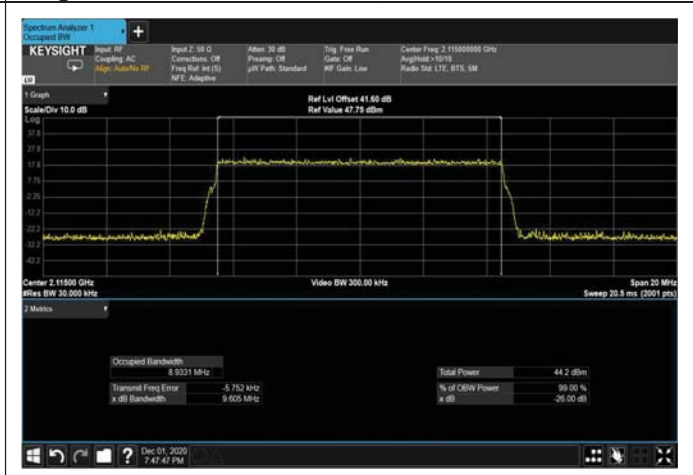 Spectrum Analyzer 1
Occupied BW
+
KEYSIGHT
Input: RF
Coupling: AC
Align: Auto/No RF
Input Z: 50 Ω
Corrections: Off
Freq Ref: Int (S)
NFE: Adaptive
Atten: 30 dB
Preamp: Off
µW Path: Standard
Trig: Free Run
Gate: Off
#IF Gain: Low
Center Freq: 2.115000000 GHz
Avg|Hold:>10/10
Radio Std: LTE, BTS, 5M
1 Graph
Scale/Div 10.0 dB
Ref Lvl Offset 41.60 dB
Ref Value 47.75 dBm
Log
37.8
27.8
17.8
7.75
-2.25
-12.2
-22.2
-32.2
-42.2
Center 2.11500 GHz
#Res BW 30.000 kHz
Video BW 300.00 kHz
Span 20 MHz
Sweep 20.5 ms (2001 pts)
2 Metrics
Occupied Bandwidth
8.9331 MHz
Transmit Freq Error -5.752 kHz
x dB Bandwidth 9.605 MHz
Total Power 44.2 dBm
% of OBW Power 99.00 %
x dB -26.00 dB
?
Dec 01, 2020
7:47:47 PM